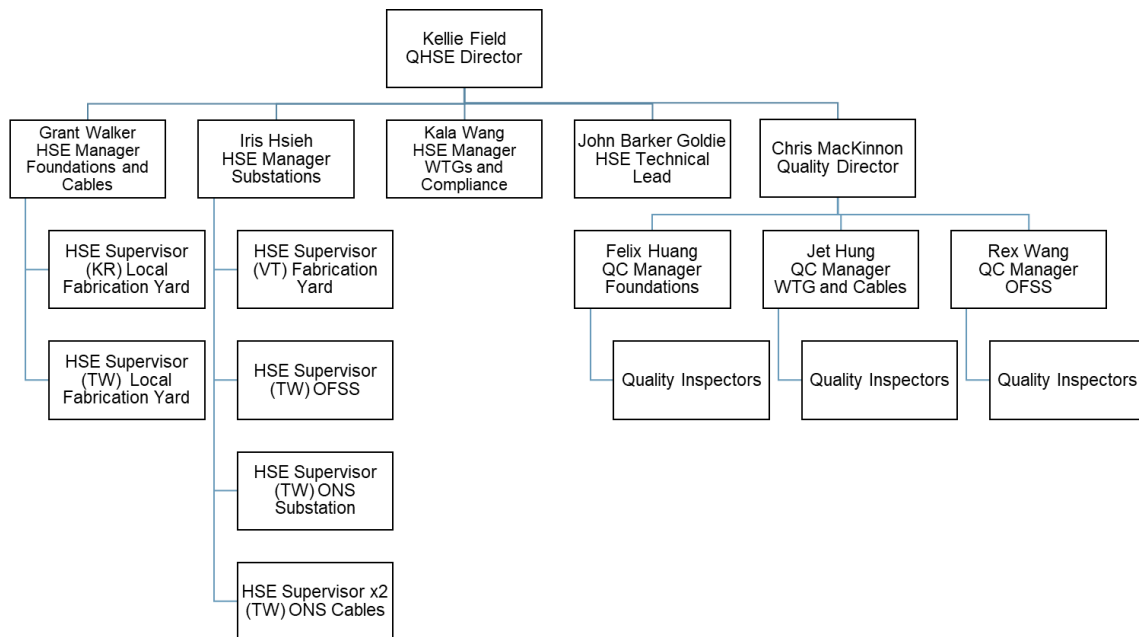 Kellie Field
QHSE Director
Grant Walker
HSE Manager
Foundations and
Cables
Iris Hsieh
HSE Manager
Substations
Kala Wang
HSE Manager
WTGs and
Compliance
John Barker Goldie
HSE Technical
Lead
Chris MacKinnon
Quality Director
HSE Supervisor
(KR) Local
Fabrication Yard
HSE Supervisor
(VT) Fabrication
Yard
Felix Huang
QC Manager
Foundations
Jet Hung
QC Manager
WTG and Cables
Rex Wang
QC Manager
OFSS
HSE Supervisor
(TW) Local
Fabrication Yard
HSE Supervisor
(TW) OFSS
Quality Inspectors
Quality Inspectors
Quality Inspectors
HSE Supervisor
(TW) ONS
Substation
HSE Supervisor x2
(TW) ONS Cables